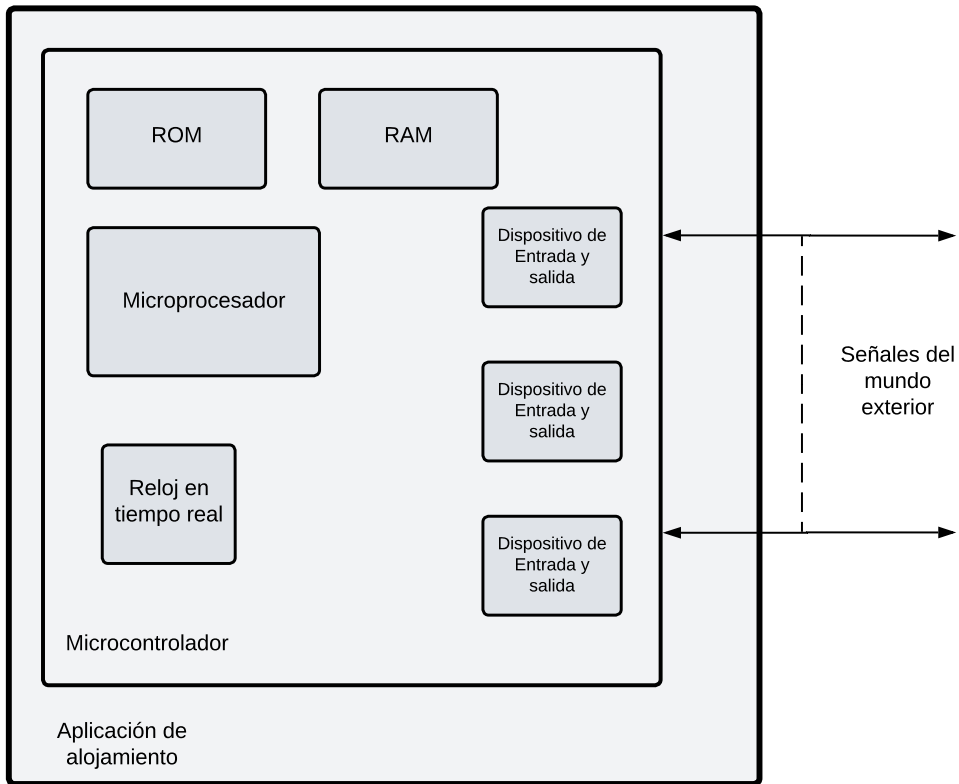 ROM
RAM
Dispositivo de
Entrada y
salida
Microprocesador
Señales del
mundo
exterior
Dispositivo de
Entrada y
salida
Reloj en
tiempo real
Dispositivo de
Entrada y
salida
Microcontrolador
Aplicación de
alojamiento